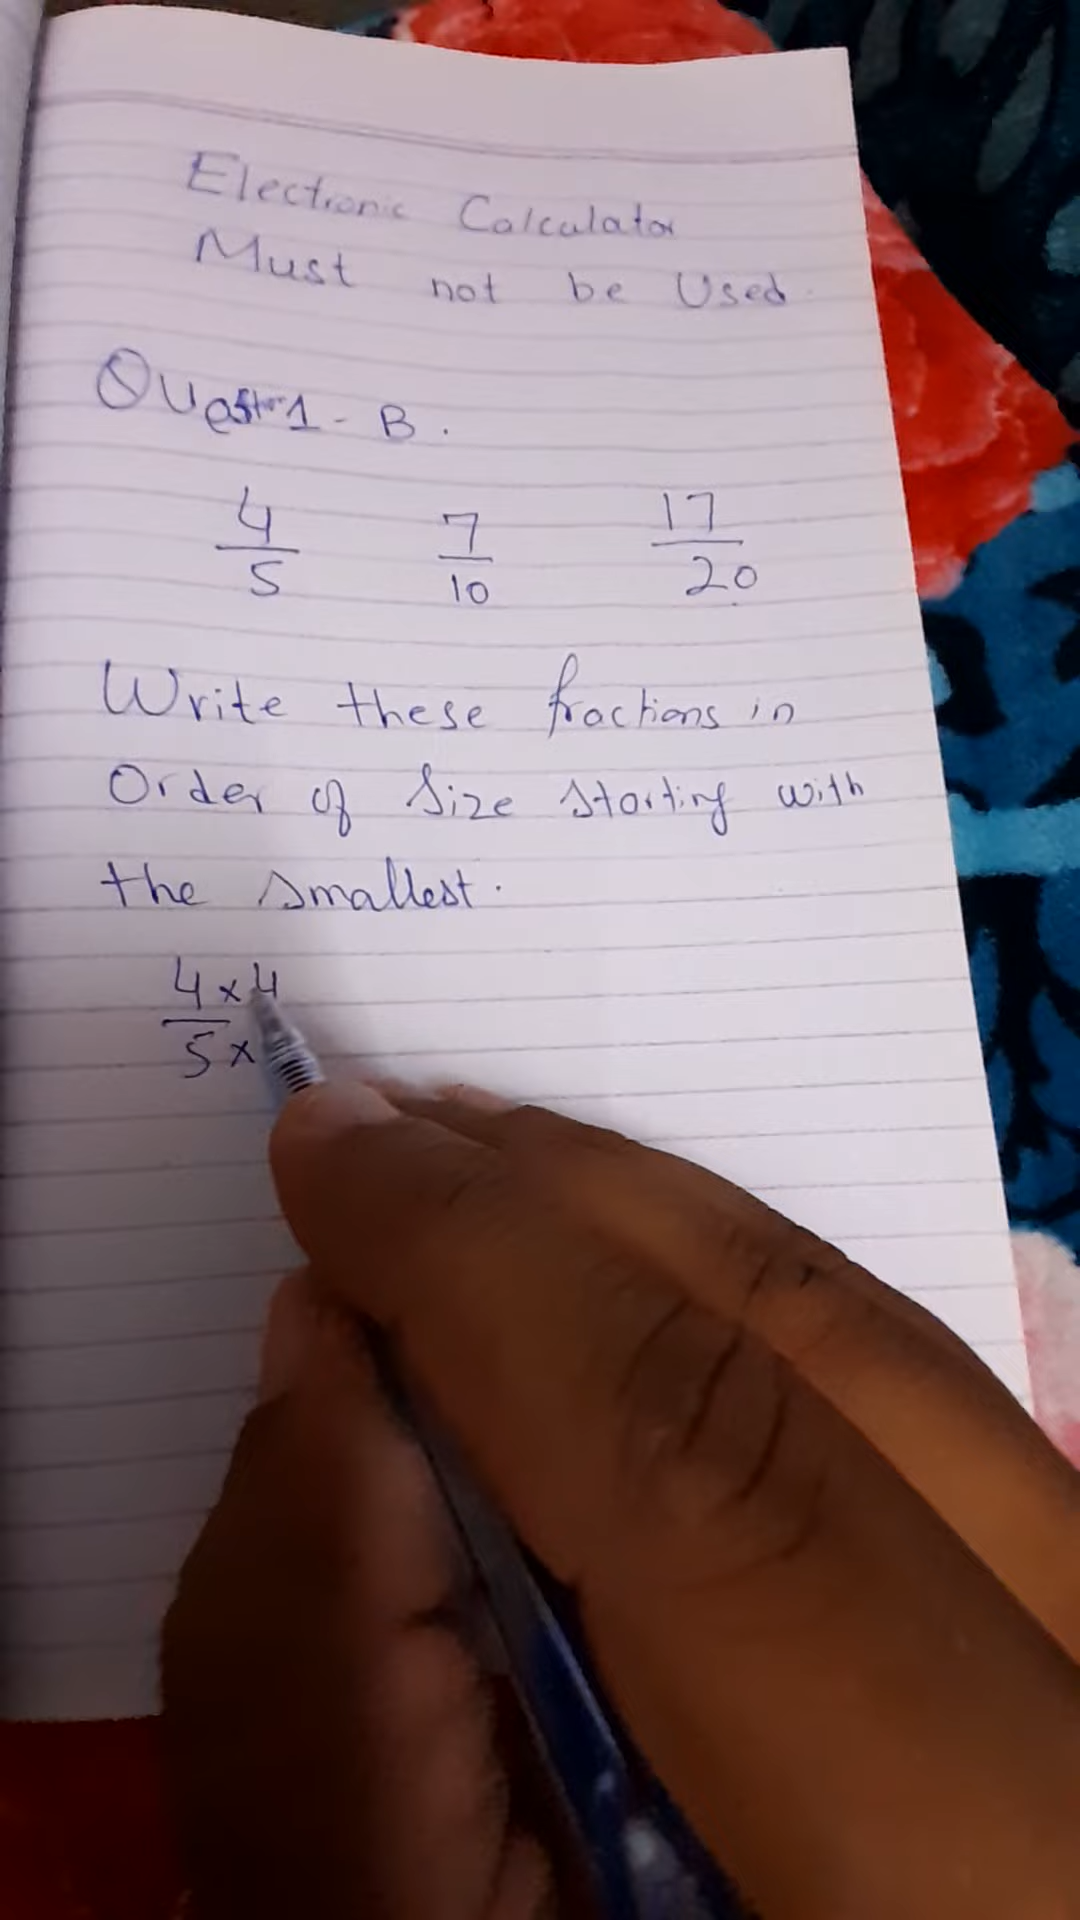 Electronic Calculator
Must not be Used.
Quest 1 - B.
4/5 7/10 17/20
Write these fractions in
Order of Size starting with
the smallest.
4 × 4
5 ×